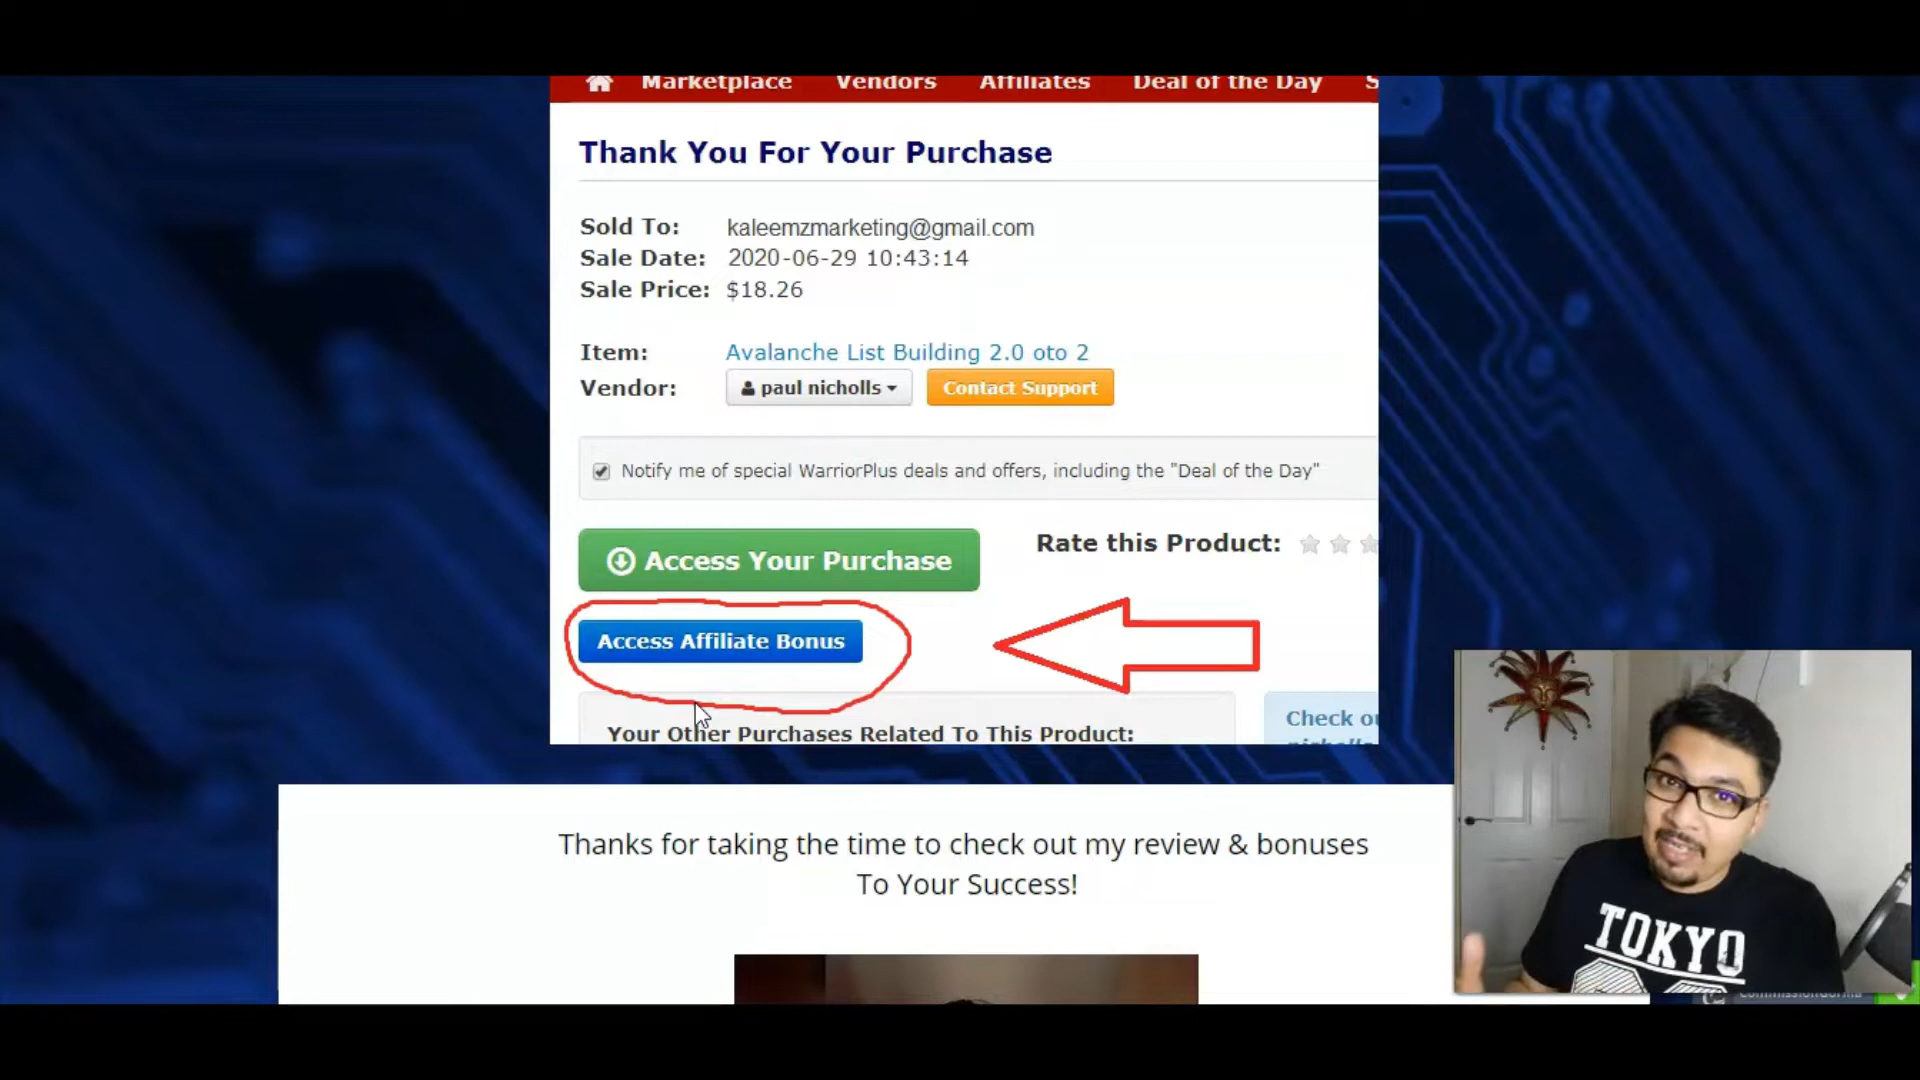 Marketplace Vendors Affiliates Deal of the Day S
Thank You For Your Purchase
Sold To: kaleemzmarketing@gmail.com
Sale Date: 2020-06-29 10:43:14
Sale Price: $18.26
Item: Avalanche List Building 2.0 oto 2
Vendor: paul nicholls Contact Support
Notify me of special WarriorPlus deals and offers, including the "Deal of the Day"
Access Your Purchase
Rate this Product:
Access Affiliate Bonus
Your Other Purchases Related To This Product:
Check ou
nicholls
Thanks for taking the time to check out my review & bonuses
To Your Success!
TOKYO